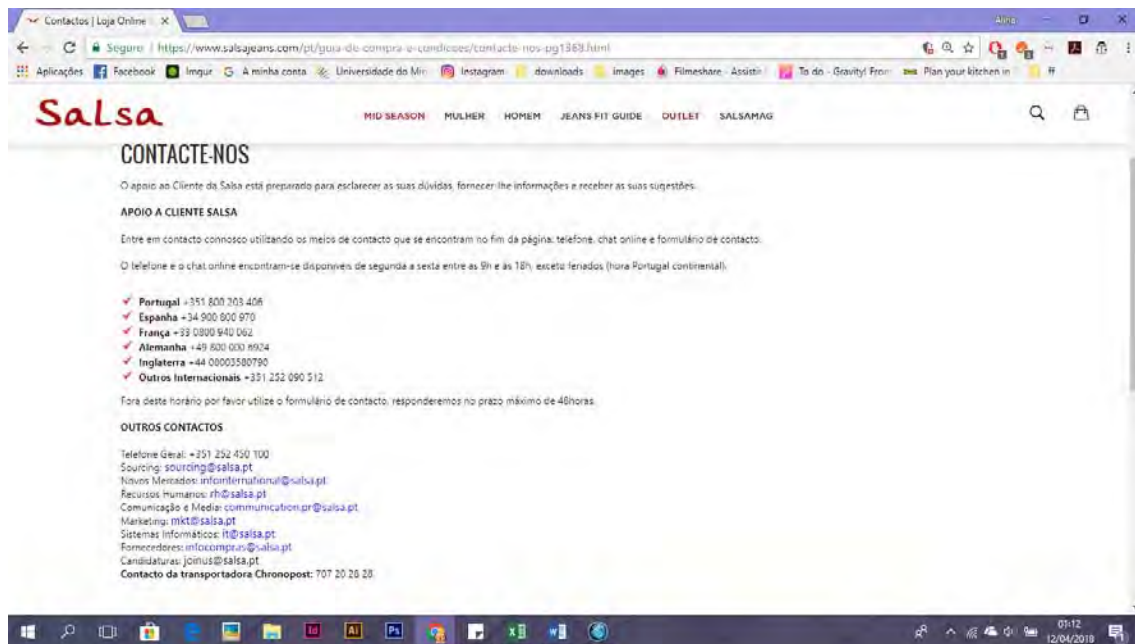 Contactos | Loja Online
Seguro | https://www.salsajeans.com/pt/guia-de-compra-e-condicoes/contacte-nos-pg1368.html
Aplicações Facebook Imgur A minha conta Universidade do Min Instagram downloads images Filmeshare - Assistir To do - Gravity! Fron Plan your kitchen in ff
Salsa MID SEASON MULHER HOMEM JEANS FIT GUIDE OUTLET SALSAMAG
CONTACTE-NOS
O apoio ao Cliente da Salsa está preparado para esclarecer as suas dúvidas, fornecer-lhe informações e receber as suas sugestões.
APOIO A CLIENTE SALSA
Entre em contacto connosco utilizando os meios de contacto que se encontram no fim da página: telefone, chat online e formulário de contacto.
O telefone e o chat online encontram-se disponíveis de segunda a sexta entre as 9h e as 18h, exceto feriados (hora Portugal continental).
Portugal +351 800 203 406
Espanha +34 900 800 970
França +33 0800 940 062
Alemanha +49 800 000 6924
Inglaterra +44 08003580790
Outros Internacionais +351 252 090 512
Fora deste horário por favor utilize o formulário de contacto, responderemos no prazo máximo de 48horas.
OUTROS CONTACTOS
Telefone Geral: +351 252 450 100
Sourcing: sourcing@salsa.pt
Novos Mercados: infointernational@salsa.pt
Recursos Humanos: rh@salsa.pt
Comunicação e Media: communication.pr@salsa.pt
Marketing: mkt@salsa.pt
Sistemas Informáticos: it@salsa.pt
Fornecedores: infocompras@salsa.pt
Candidaturas: joinus@salsa.pt
Contacto da transportadora Chronopost: 707 20 28 28
01:12
12/04/2018